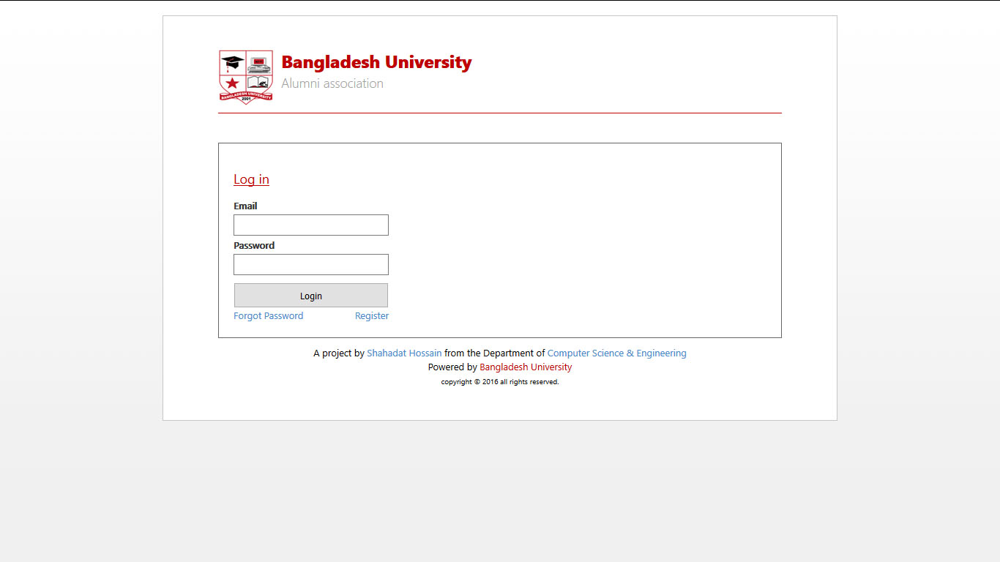 Bangladesh University
Alumni association
BANGLADESH UNIVERSITY
2001
Log in
Email
Password
Login
Forgot Password Register
A project by Shahadat Hossain from the Department of Computer Science & Engineering
Powered by Bangladesh University
copyright © 2016 all rights reserved.